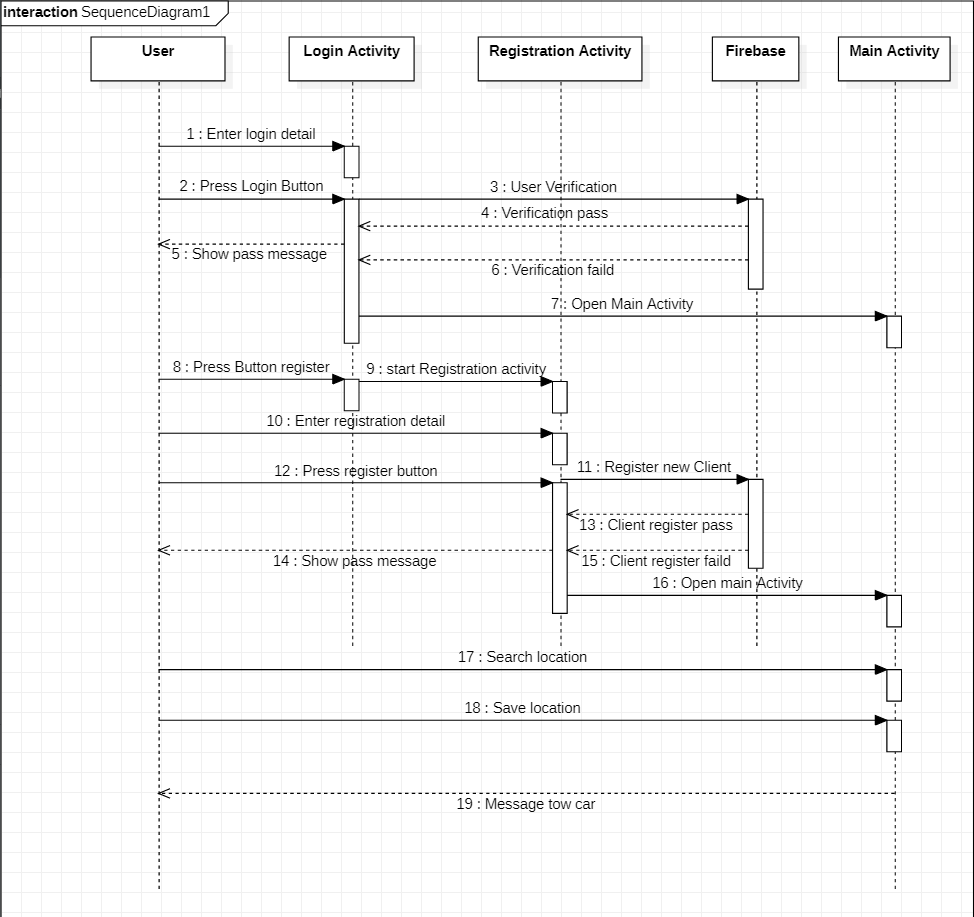 interaction SequenceDiagram1
User
Login Activity
Registration Activity
Firebase
Main Activity
1 : Enter login detail
2 : Press Login Button
3 : User Verification
4 : Verification pass
5 : Show pass message
6 : Verification faild
7 : Open Main Activity
8 : Press Button register
9 : start Registration activity
10 : Enter registration detail
11 : Register new Client
12 : Press register button
13 : Client register pass
14 : Show pass message
15 : Client register faild
16 : Open main Activity
17 : Search location
18 : Save location
19 : Message tow car